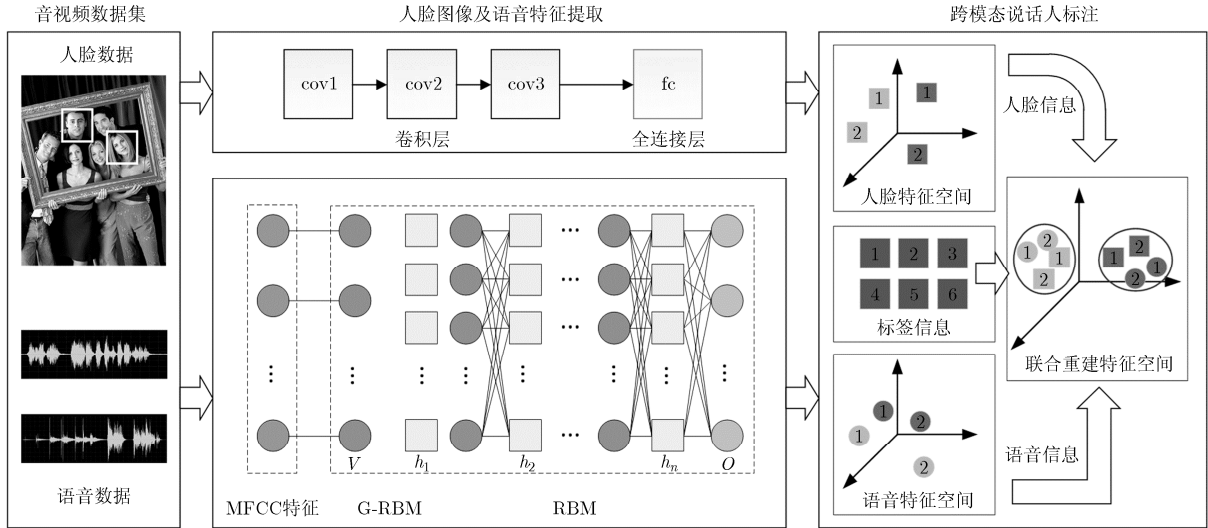 音视频数据集
人脸图像及语音特征提取
跨模态说话人标注
人脸数据
语音数据
cov1
cov2
cov3
fc
卷积层
全连接层
V
h1
h2
hn
O
...
...
MFCC特征
G-RBM
RBM
1
1
2
2
人脸特征空间
1 2 3
4 5 6
标签信息
1
2
1
2
语音特征空间
人脸信息
2
1
1
2
2
1
1
2
联合重建特征空间
语音信息